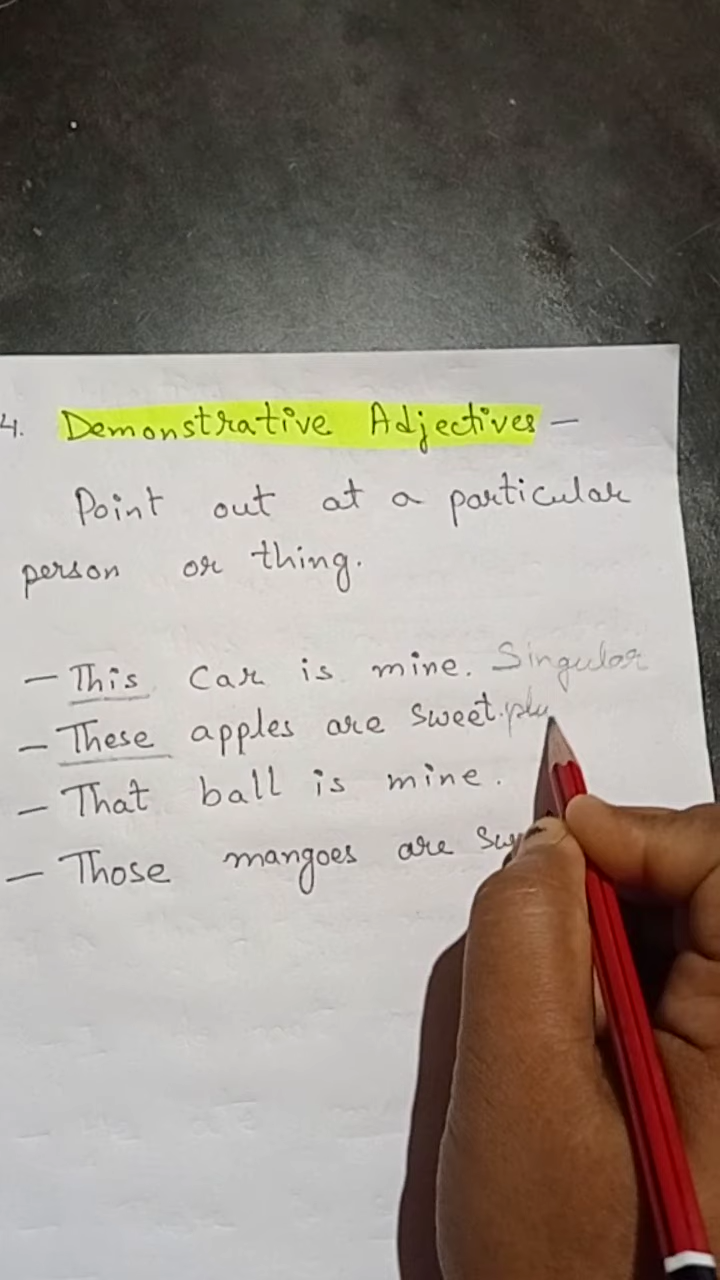 4. Demonstrative Adjectives -
Point out at a particular
person or thing.
- This car is mine. Singular
- These apples are sweet. plu
- That ball is mine.
- Those mangoes are